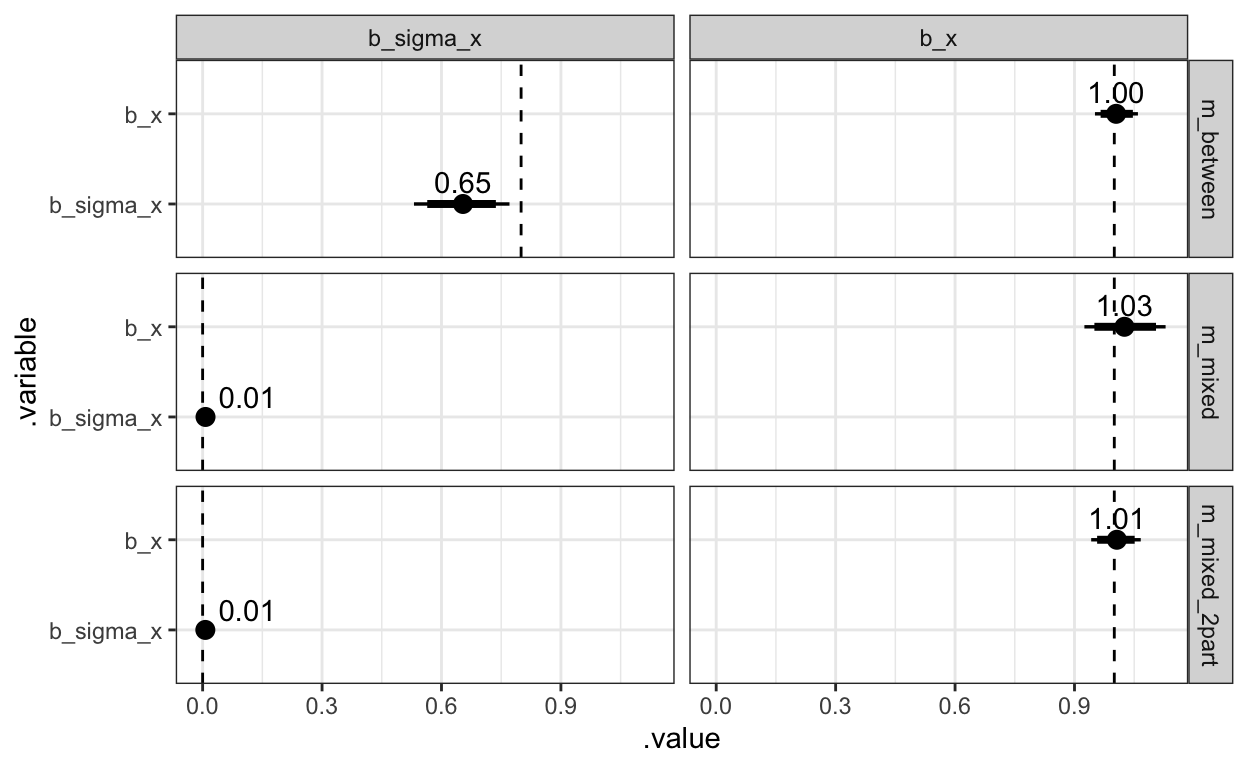 b_sigma_x
b_x
b_x
1.00
0.65
b_sigma_x
m_between
b_x
1.03
0.01
b_sigma_x
m_mixed
.variable
b_x
1.01
0.01
b_sigma_x
m_mixed_2part
0.0 0.3 0.6 0.9
0.0 0.3 0.6 0.9
.value